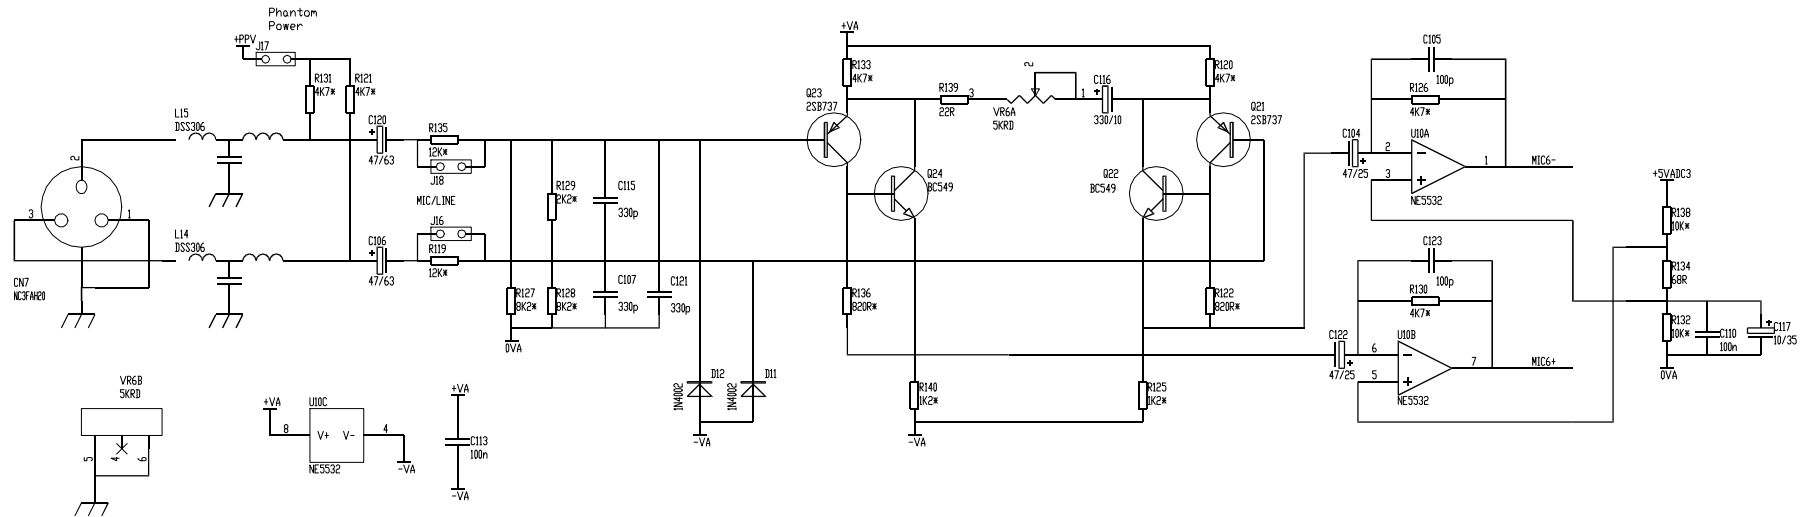 Phantom
Power
+PPV
J17
R131
4K7*
R121
4K7*
L15
DSS306
C120
47/63
R135
12K*
J18
MIC/LINE
J16
R119
12K*
C106
47/63
L14
DSS306
2
3
1
CN7
NC3FAH20
R129
2K2*
C115
330p
R127
8K2*
R128
8K2*
C107
330p
C121
330p
0VA
D12
1N4002
D11
1N4002
-VA
+VA
R133
4K7*
Q23
2SB737
Q24
BC549
R139
22R
3
2
1
VR6A
5KRD
C116
330/10
R120
4K7*
Q21
2SB737
Q22
BC549
R136
820R*
R122
820R*
R140
1K2*
R125
1K2*
-VA
C105
100p
R126
4K7*
C104
47/25
U10A
2
3
1
NE5532
MIC6-
C123
100p
R130
4K7*
C122
47/25
U10B
6
5
7
NE5532
MIC6+
+5VADC3
R138
10K*
R134
68R
R132
10K*
C110
100n
C117
10/35
0VA
VR6B
5KRD
5
4
6
+VA
U10C
8
V+ V-
4
NE5532
-VA
+VA
C113
100n
-VA